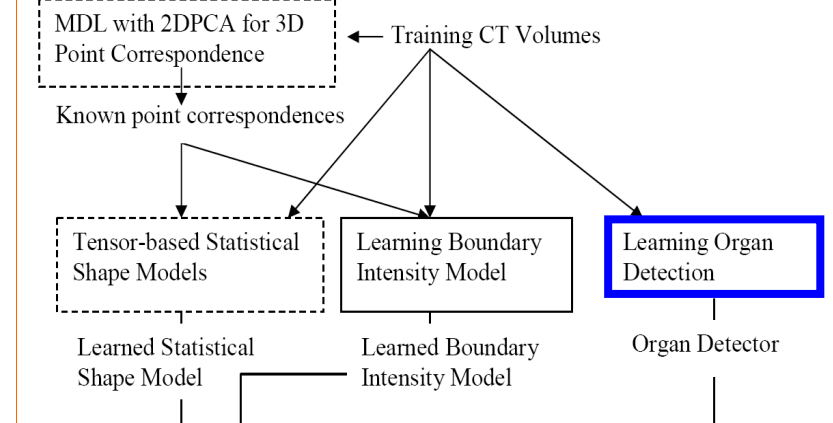 MDL with 2DPCA for 3D
Point Correspondence
Training CT Volumes
Known point correspondences
Tensor-based Statistical
Shape Models
Learning Boundary
Intensity Model
Learning Organ
Detection
Learned Statistical
Shape Model
Learned Boundary
Intensity Model
Organ Detector